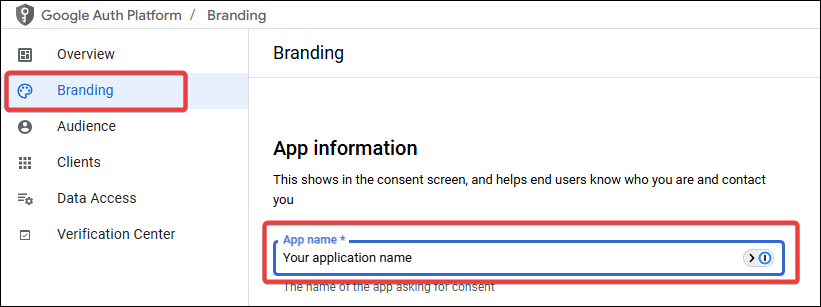 Google Auth Platform / Branding
Overview
Branding
Audience
Clients
Data Access
Verification Center
Branding
App information
This shows in the consent screen, and helps end users know who you are and contact
you
App name *
Your application name
The name of the app asking for consent